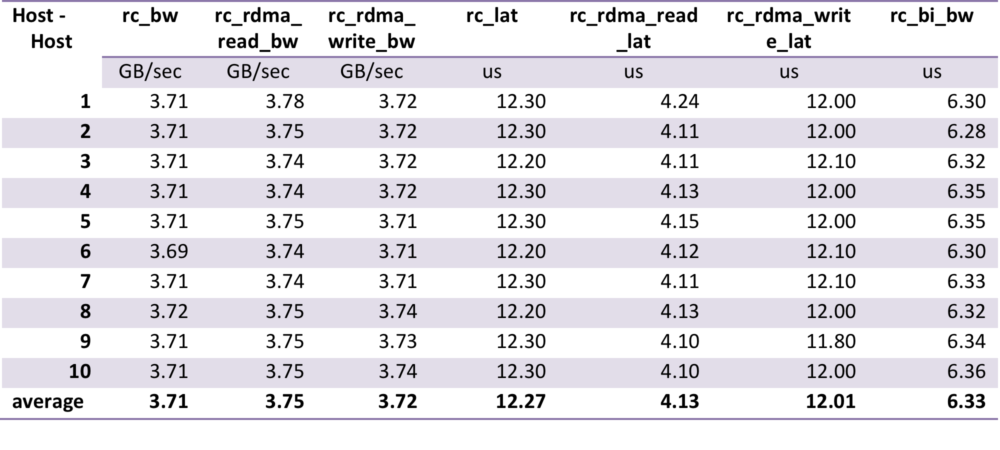 Host - rc_bw rc_rdma_ rc_rdma_ rc_lat rc_rdma_read rc_rdma_writ rc_bi_bw
Host read_bw write_bw _lat e_lat
GB/sec GB/sec GB/sec us us us us
1 3.71 3.78 3.72 12.30 4.24 12.00 6.30
2 3.71 3.75 3.72 12.30 4.11 12.00 6.28
3 3.71 3.74 3.72 12.20 4.11 12.10 6.32
4 3.71 3.74 3.72 12.30 4.13 12.00 6.35
5 3.71 3.75 3.71 12.30 4.15 12.00 6.35
6 3.69 3.74 3.71 12.20 4.12 12.10 6.30
7 3.71 3.74 3.71 12.30 4.11 12.10 6.33
8 3.72 3.75 3.74 12.20 4.13 12.00 6.32
9 3.71 3.75 3.73 12.30 4.10 11.80 6.34
10 3.71 3.75 3.74 12.30 4.10 12.00 6.36
average 3.71 3.75 3.72 12.27 4.13 12.01 6.33